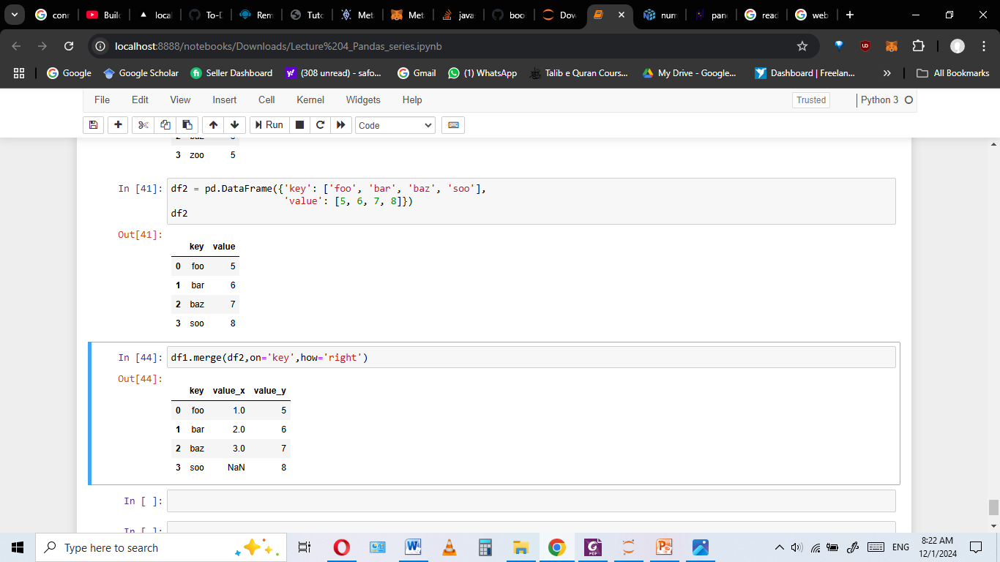 conr
Builc
local
To-D
Rem
Tutc
Met
Met
java
boo
Dov
num
pan
read
web
localhost:8888/notebooks/Downloads/Lecture%204_Pandas_series.ipynb
Google
Google Scholar
Seller Dashboard
(308 unread) - safo...
Gmail
(1) WhatsApp
Talib e Quran Cours...
My Drive - Google...
Dashboard | Freelan...
»
All Bookmarks
File Edit View Insert Cell Kernel Widgets Help
Trusted
Python 3
Run
Code
3 zoo 5
In [41]: df2 = pd.DataFrame({'key': ['foo', 'bar', 'baz', 'soo'],
'value': [5, 6, 7, 8]})
df2
Out[41]:
key value
0 foo 5
1 bar 6
2 baz 7
3 soo 8
In [44]: df1.merge(df2,on='key',how='right')
Out[44]:
key value_x value_y
0 foo 1.0 5
1 bar 2.0 6
2 baz 3.0 7
3 soo NaN 8
In [ ]:
In [ ]:
Type here to search
ENG
8:22 AM
12/1/2024